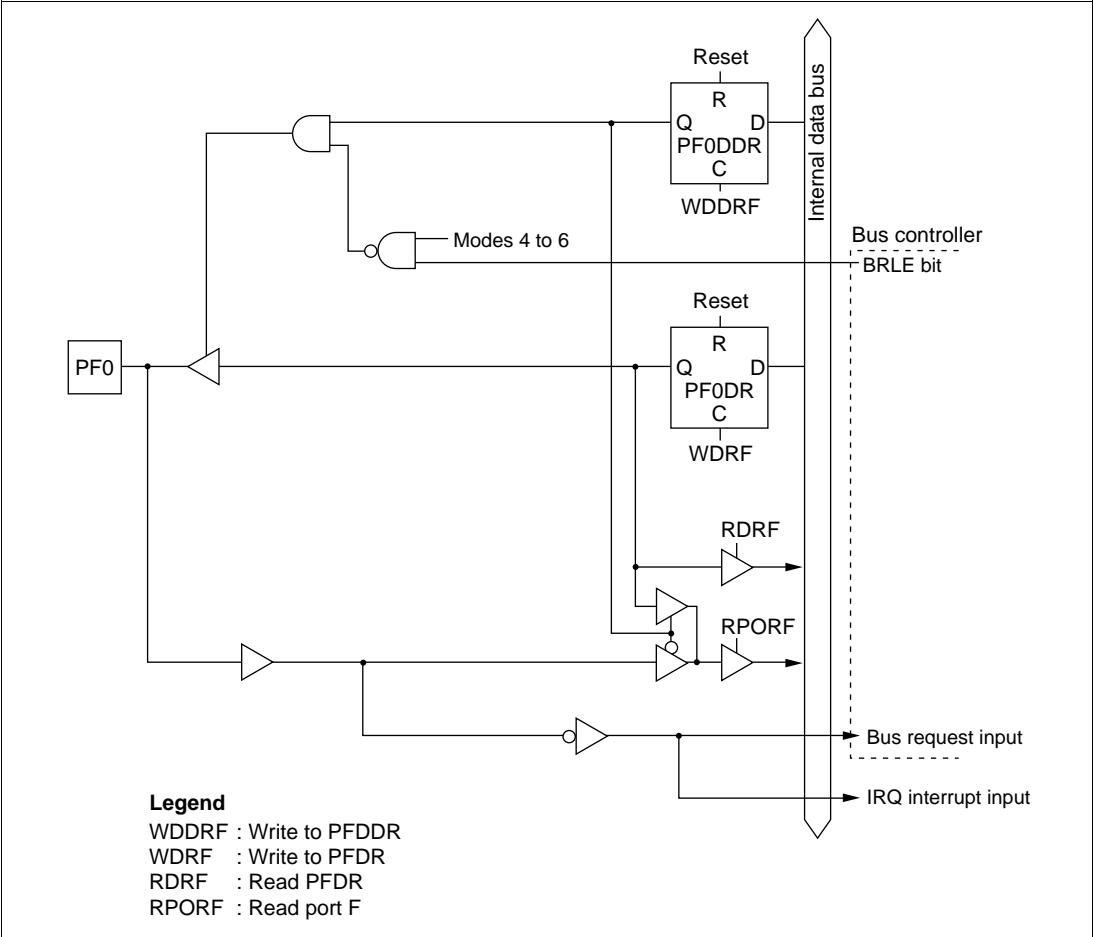 Reset
R
Q D
PF0DDR
C
WDDRF
Internal data bus
Modes 4 to 6
Bus controller
BRLE bit
Reset
R
PF0
Q D
PF0DR
C
WDRF
RDRF
RPORF
Bus request input
IRQ interrupt input
Legend
WDDRF : Write to PFDDR
WDRF : Write to PFDR
RDRF : Read PFDR
RPORF : Read port F